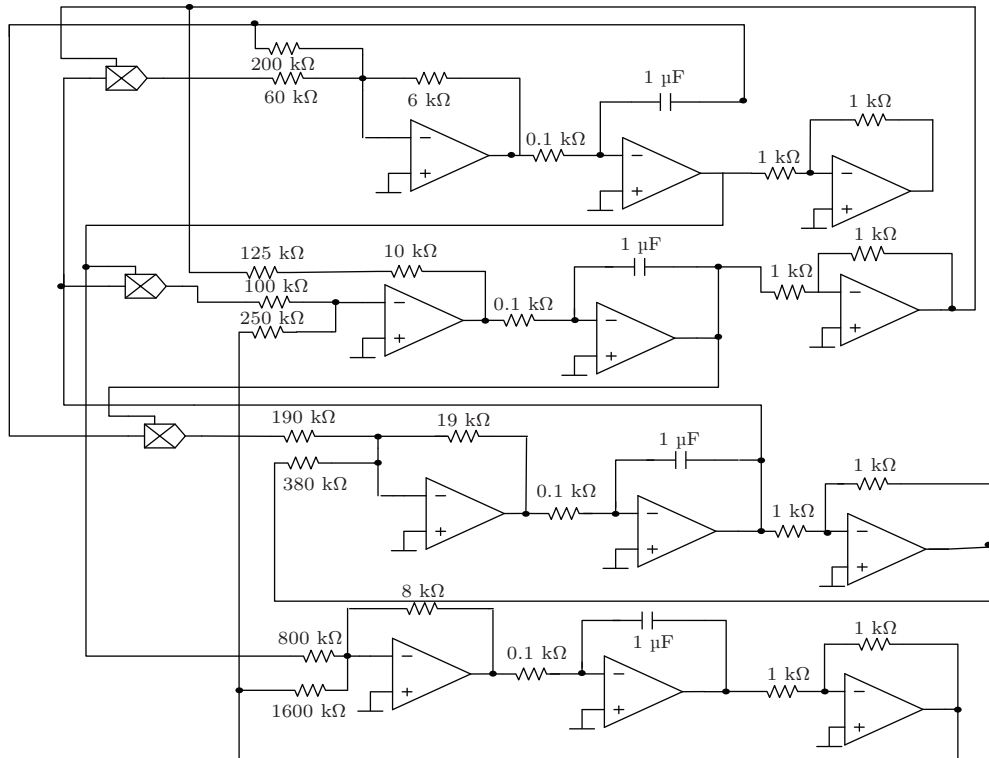 200 kΩ
60 kΩ
6 kΩ
1 µF
0.1 kΩ
1 kΩ
1 kΩ
−
+
−
+
−
+
125 kΩ
10 kΩ
100 kΩ
250 kΩ
1 µF
0.1 kΩ
1 kΩ
1 kΩ
−
+
−
+
−
+
190 kΩ
19 kΩ
380 kΩ
1 µF
0.1 kΩ
1 kΩ
1 kΩ
−
+
−
+
−
+
8 kΩ
800 kΩ
1600 kΩ
0.1 kΩ
1 µF
1 kΩ
1 kΩ
−
+
−
+
−
+